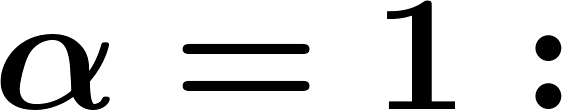 α = 1 :